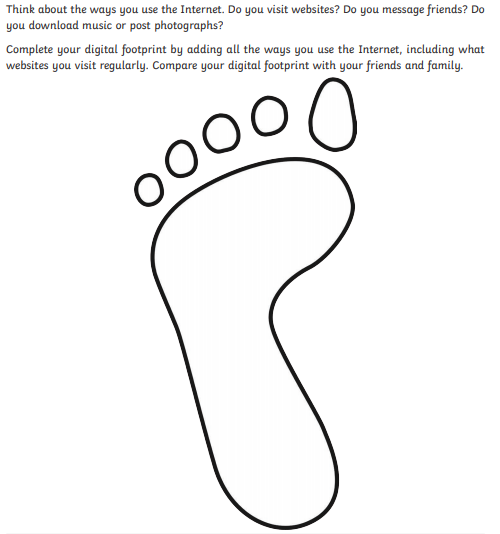 Think about the ways you use the Internet. Do you visit websites? Do you message friends? Do
you download music or post photographs?
Complete your digital footprint by adding all the ways you use the Internet, including what
websites you visit regularly. Compare your digital footprint with your friends and family.